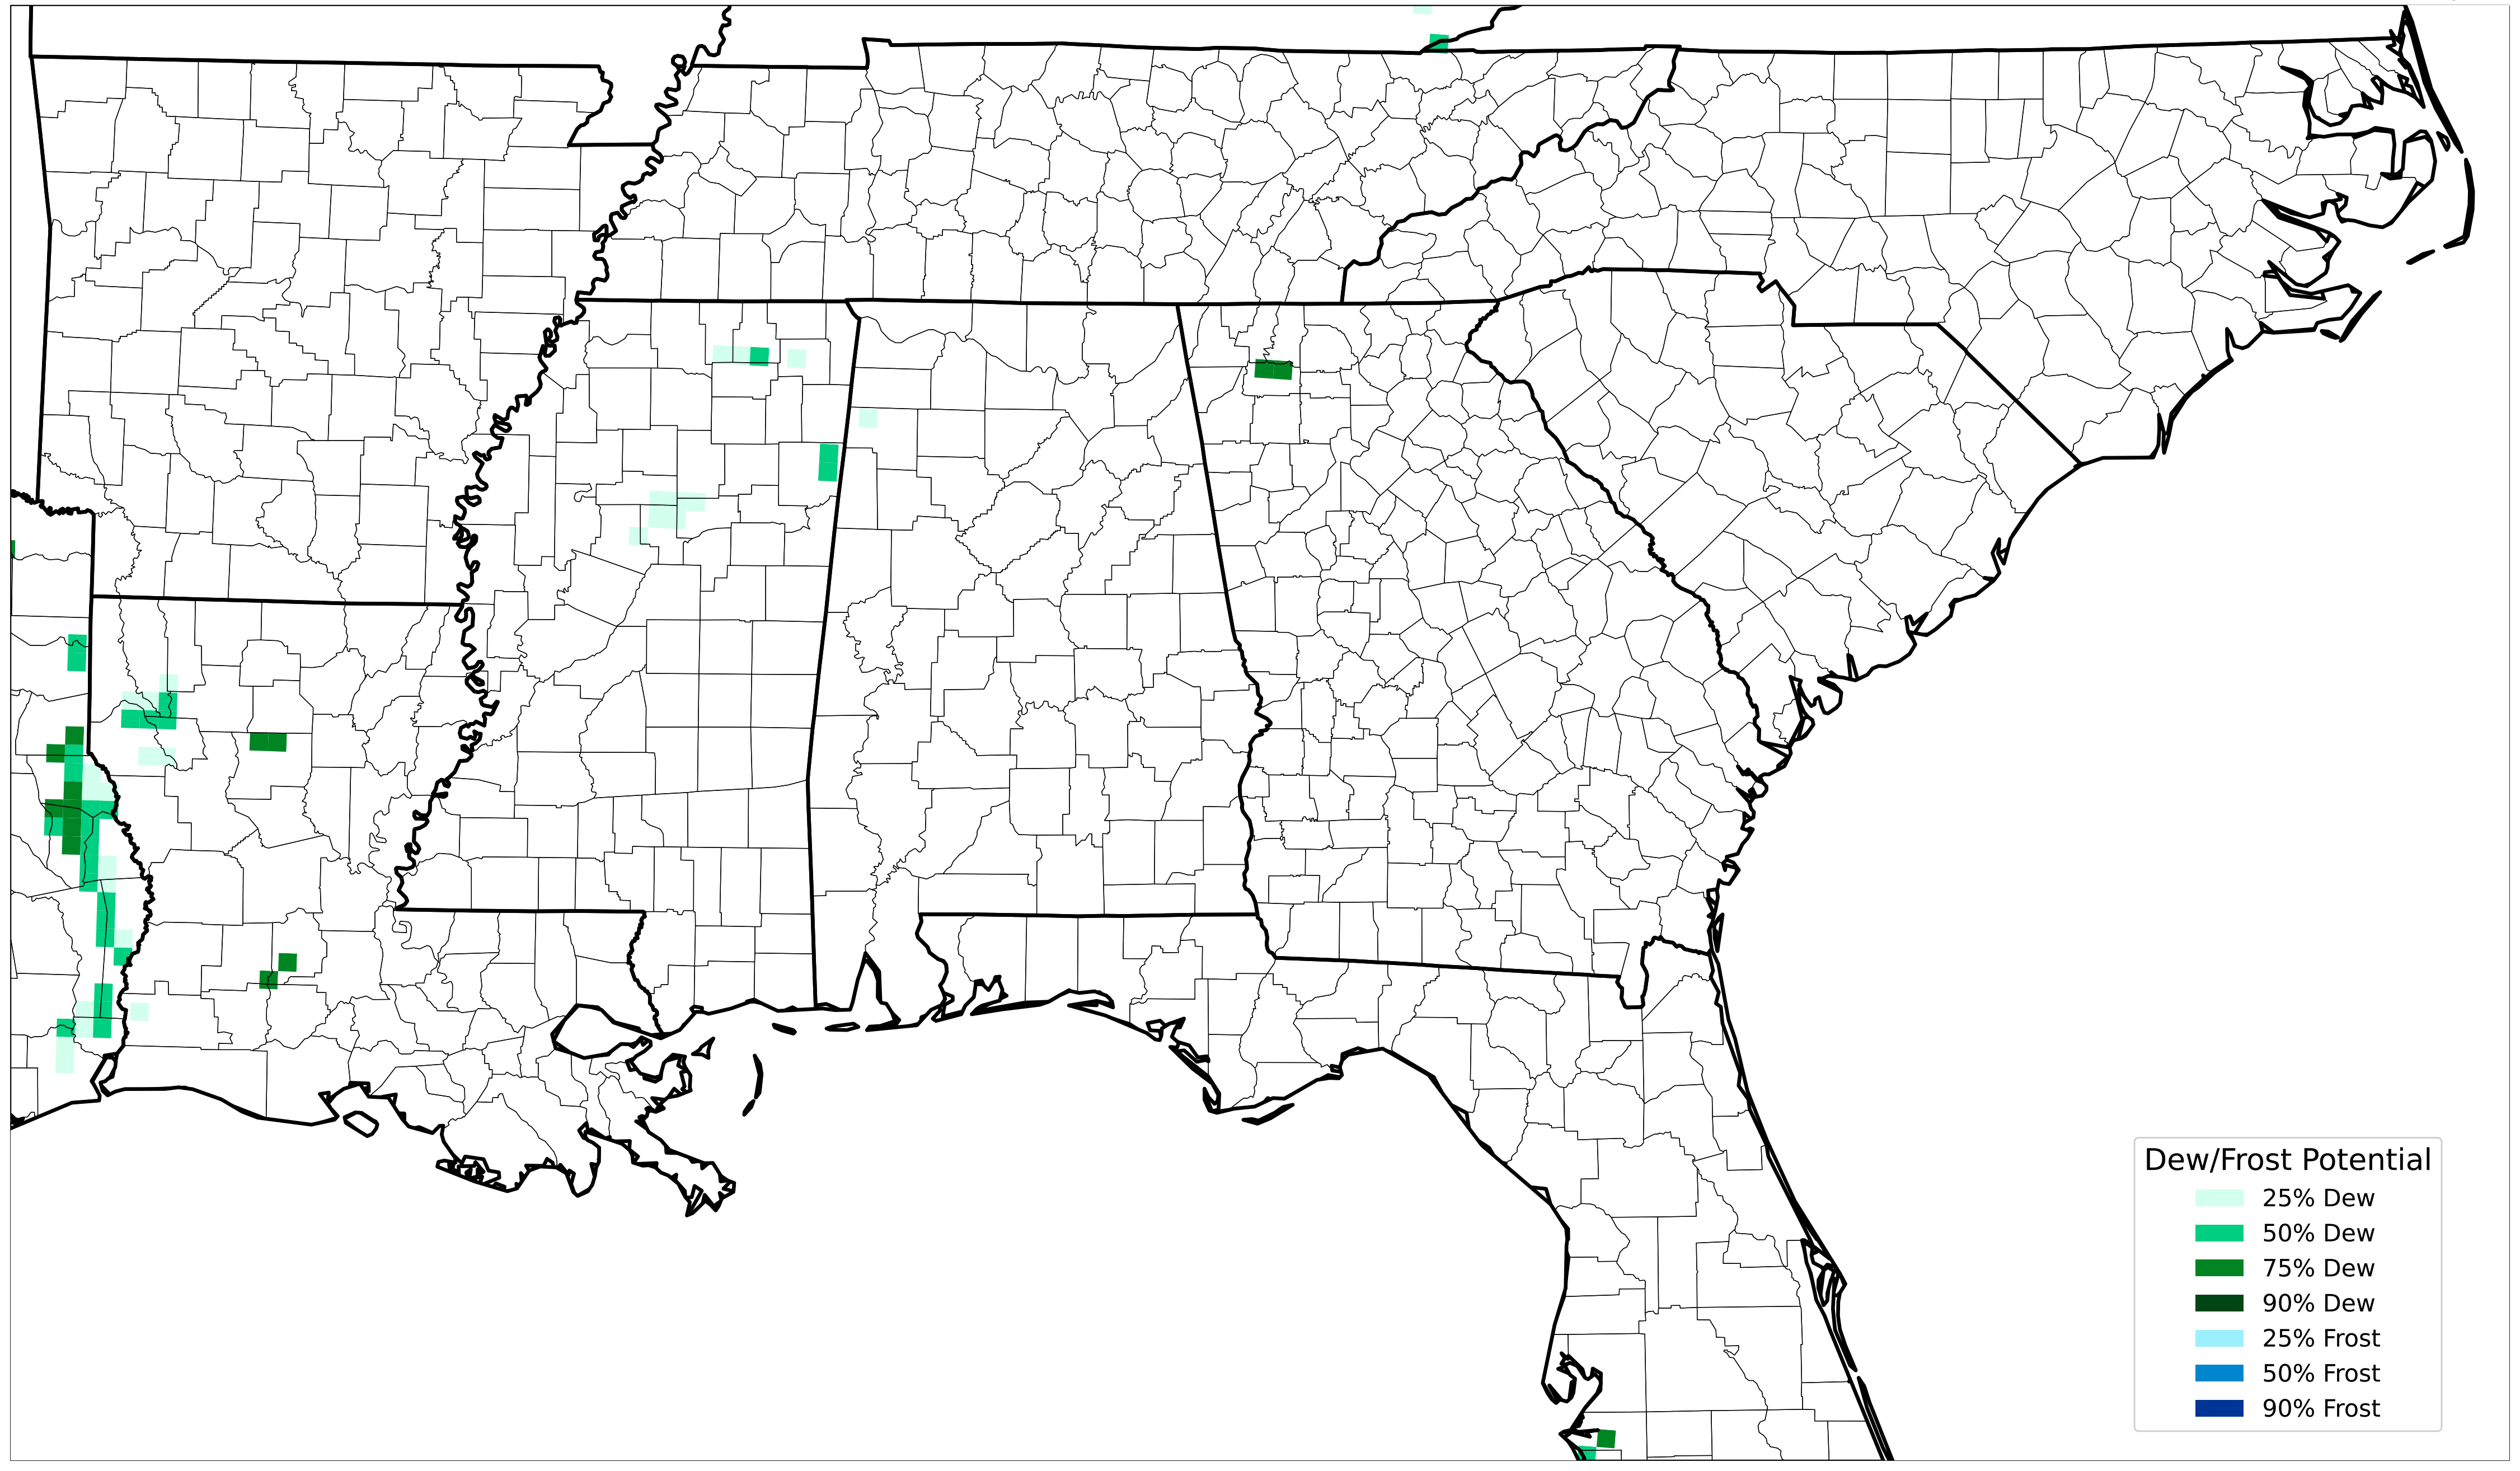 Dew/Frost Potential
25% Dew
50% Dew
75% Dew
90% Dew
25% Frost
50% Frost
90% Frost